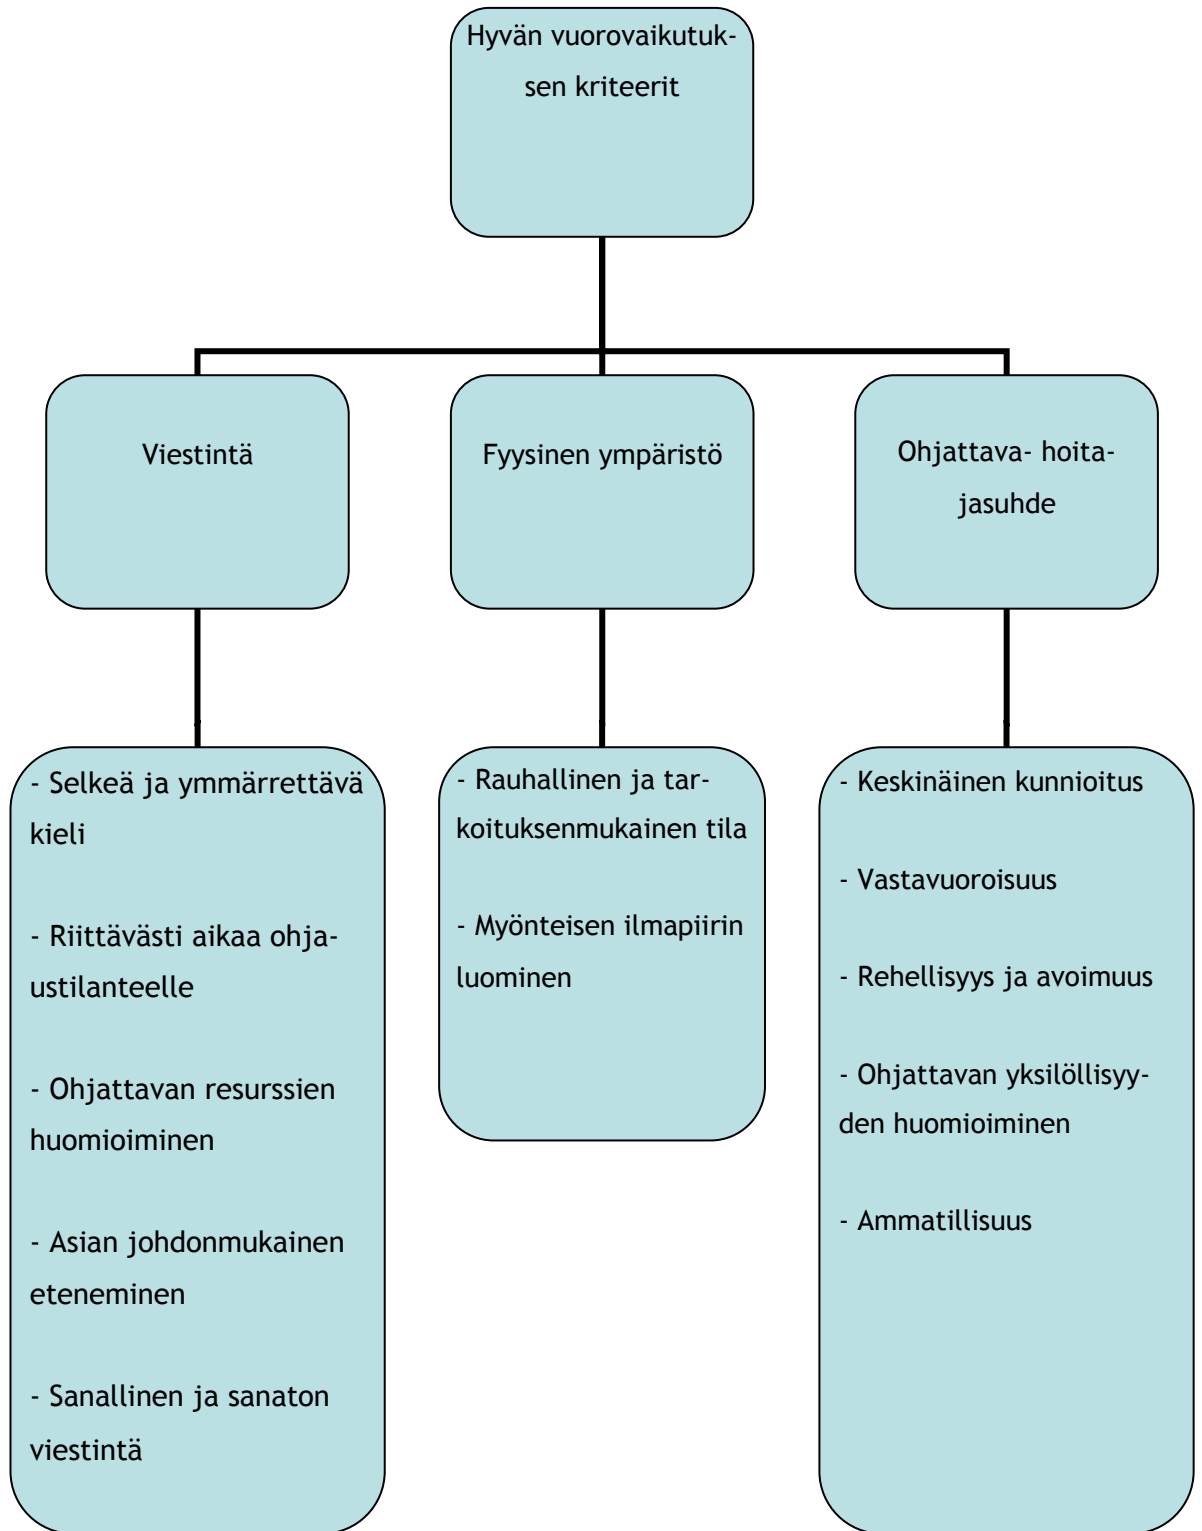 Hyvän vuorovaikutuk-
sen kriteerit
Viestintä
Fyysinen ympäristö
Ohjattava- hoita-
jasuhde
- Selkeä ja ymmärrettävä
kieli
- Riittävästi aikaa ohja-
ustilanteelle
- Ohjattavan resurssien
huomioiminen
- Asian johdonmukainen
eteneminen
- Sanallinen ja sanaton
viestintä
- Rauhallinen ja tar-
koituksenmukainen tila
- Myönteisen ilmapiirin
luominen
- Keskinäinen kunnioitus
- Vastavuoroisuus
- Rehellisyys ja avoimuus
- Ohjattavan yksilöllisyy-
den huomioiminen
- Ammatillisuus